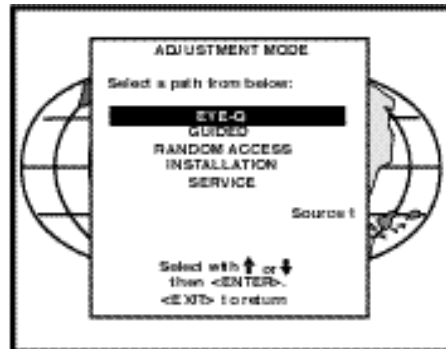 ADJUSTMENT MODE
Select a path from below:
EYE-Q
GUIDED
RANDOM ACCESS
INSTALLATION
SERVICE
Source 1
Select with ↑ or ↓
then <ENTER>.
<EXIT> to return